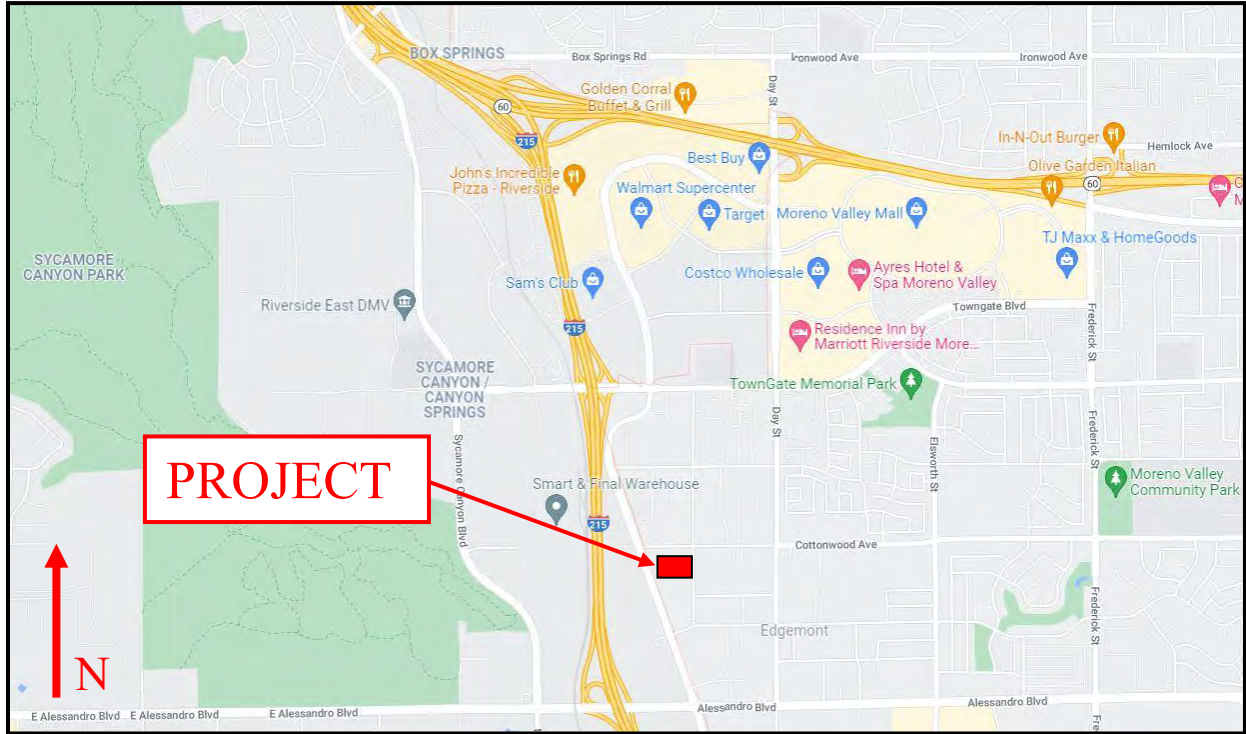 BOX SPRINGS
Box Springs Rd
Ironwood Ave
Ironwood Ave
Golden Corral
Buffet & Grill
60
Day St
215
In-N-Out Burger
Hemlock Ave
Best Buy
Olive Garden Italian
John's Incredible
Pizza - Riverside
Walmart Supercenter
60
G
M
Target
Moreno Valley Mall
TJ Maxx & HomeGoods
SYCAMORE
CANYON PARK
Sam's Club
Costco Wholesale
Ayres Hotel &
Spa Moreno Valley
Riverside East DMV
Towngate Blvd
Frederick St
215
Residence Inn by
Marriott Riverside More...
SYCAMORE
CANYON /
CANYON
SPRINGS
TownGate Memorial Park
Day St
Elsworth St
Frederick St
Sycamore Canyon Blvd
PROJECT
Smart & Final Warehouse
Moreno Valley
Community Park
215
Cottonwood Ave
Edgemont
Frederick St
N
E Alessandro Blvd
E Alessandro Blvd
E Alessandro Blvd
Alessandro Blvd
Alessandro Blvd
Fre